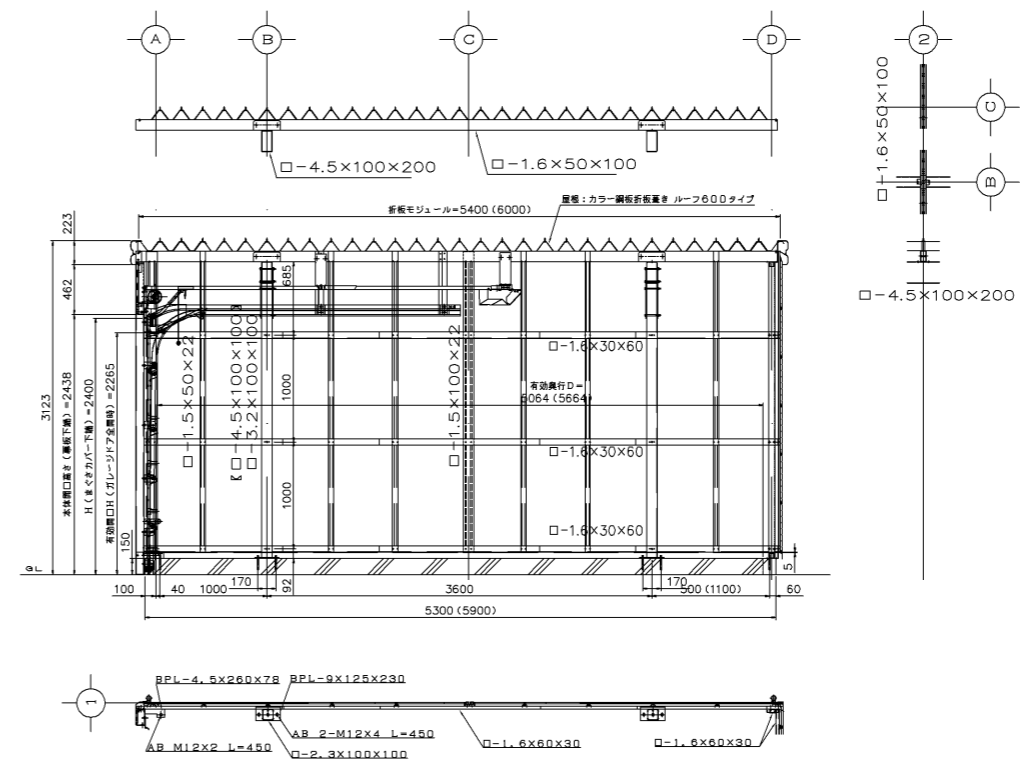 A
B
C
D
2
□-4.5×100×200
□-1.6×50×100
□-1.6×50×100
C
B
屋根:カラー鋼板折板葺き ルーフ600タイプ
折板モジュール=5400(6000)
223
462
685
□-4.5×100×200
3123
本体開口高さ(幕板下端)=2438
H(まぐさカバー下端)=2400
有効開口H(ガレージドア全開時)=2265
150
□-1.5×50×22
□-4.5×100×100
□-3.2×100×100
1000
1000
□-1.5×100×22
□-1.6×30×60
有効奥行D=
5064(5664)
□-1.6×30×60
□-1.6×30×60
GL
5
100
40
1000
170
92
3600
170
500(1100)
60
5300(5900)
1
BPL-4.5×260×78
BPL-9×125×230
AB M12×2 L=450
AB 2-M12×4 L=450
□-2.3×100×100
□-1.6×60×30
□-1.6×60×30